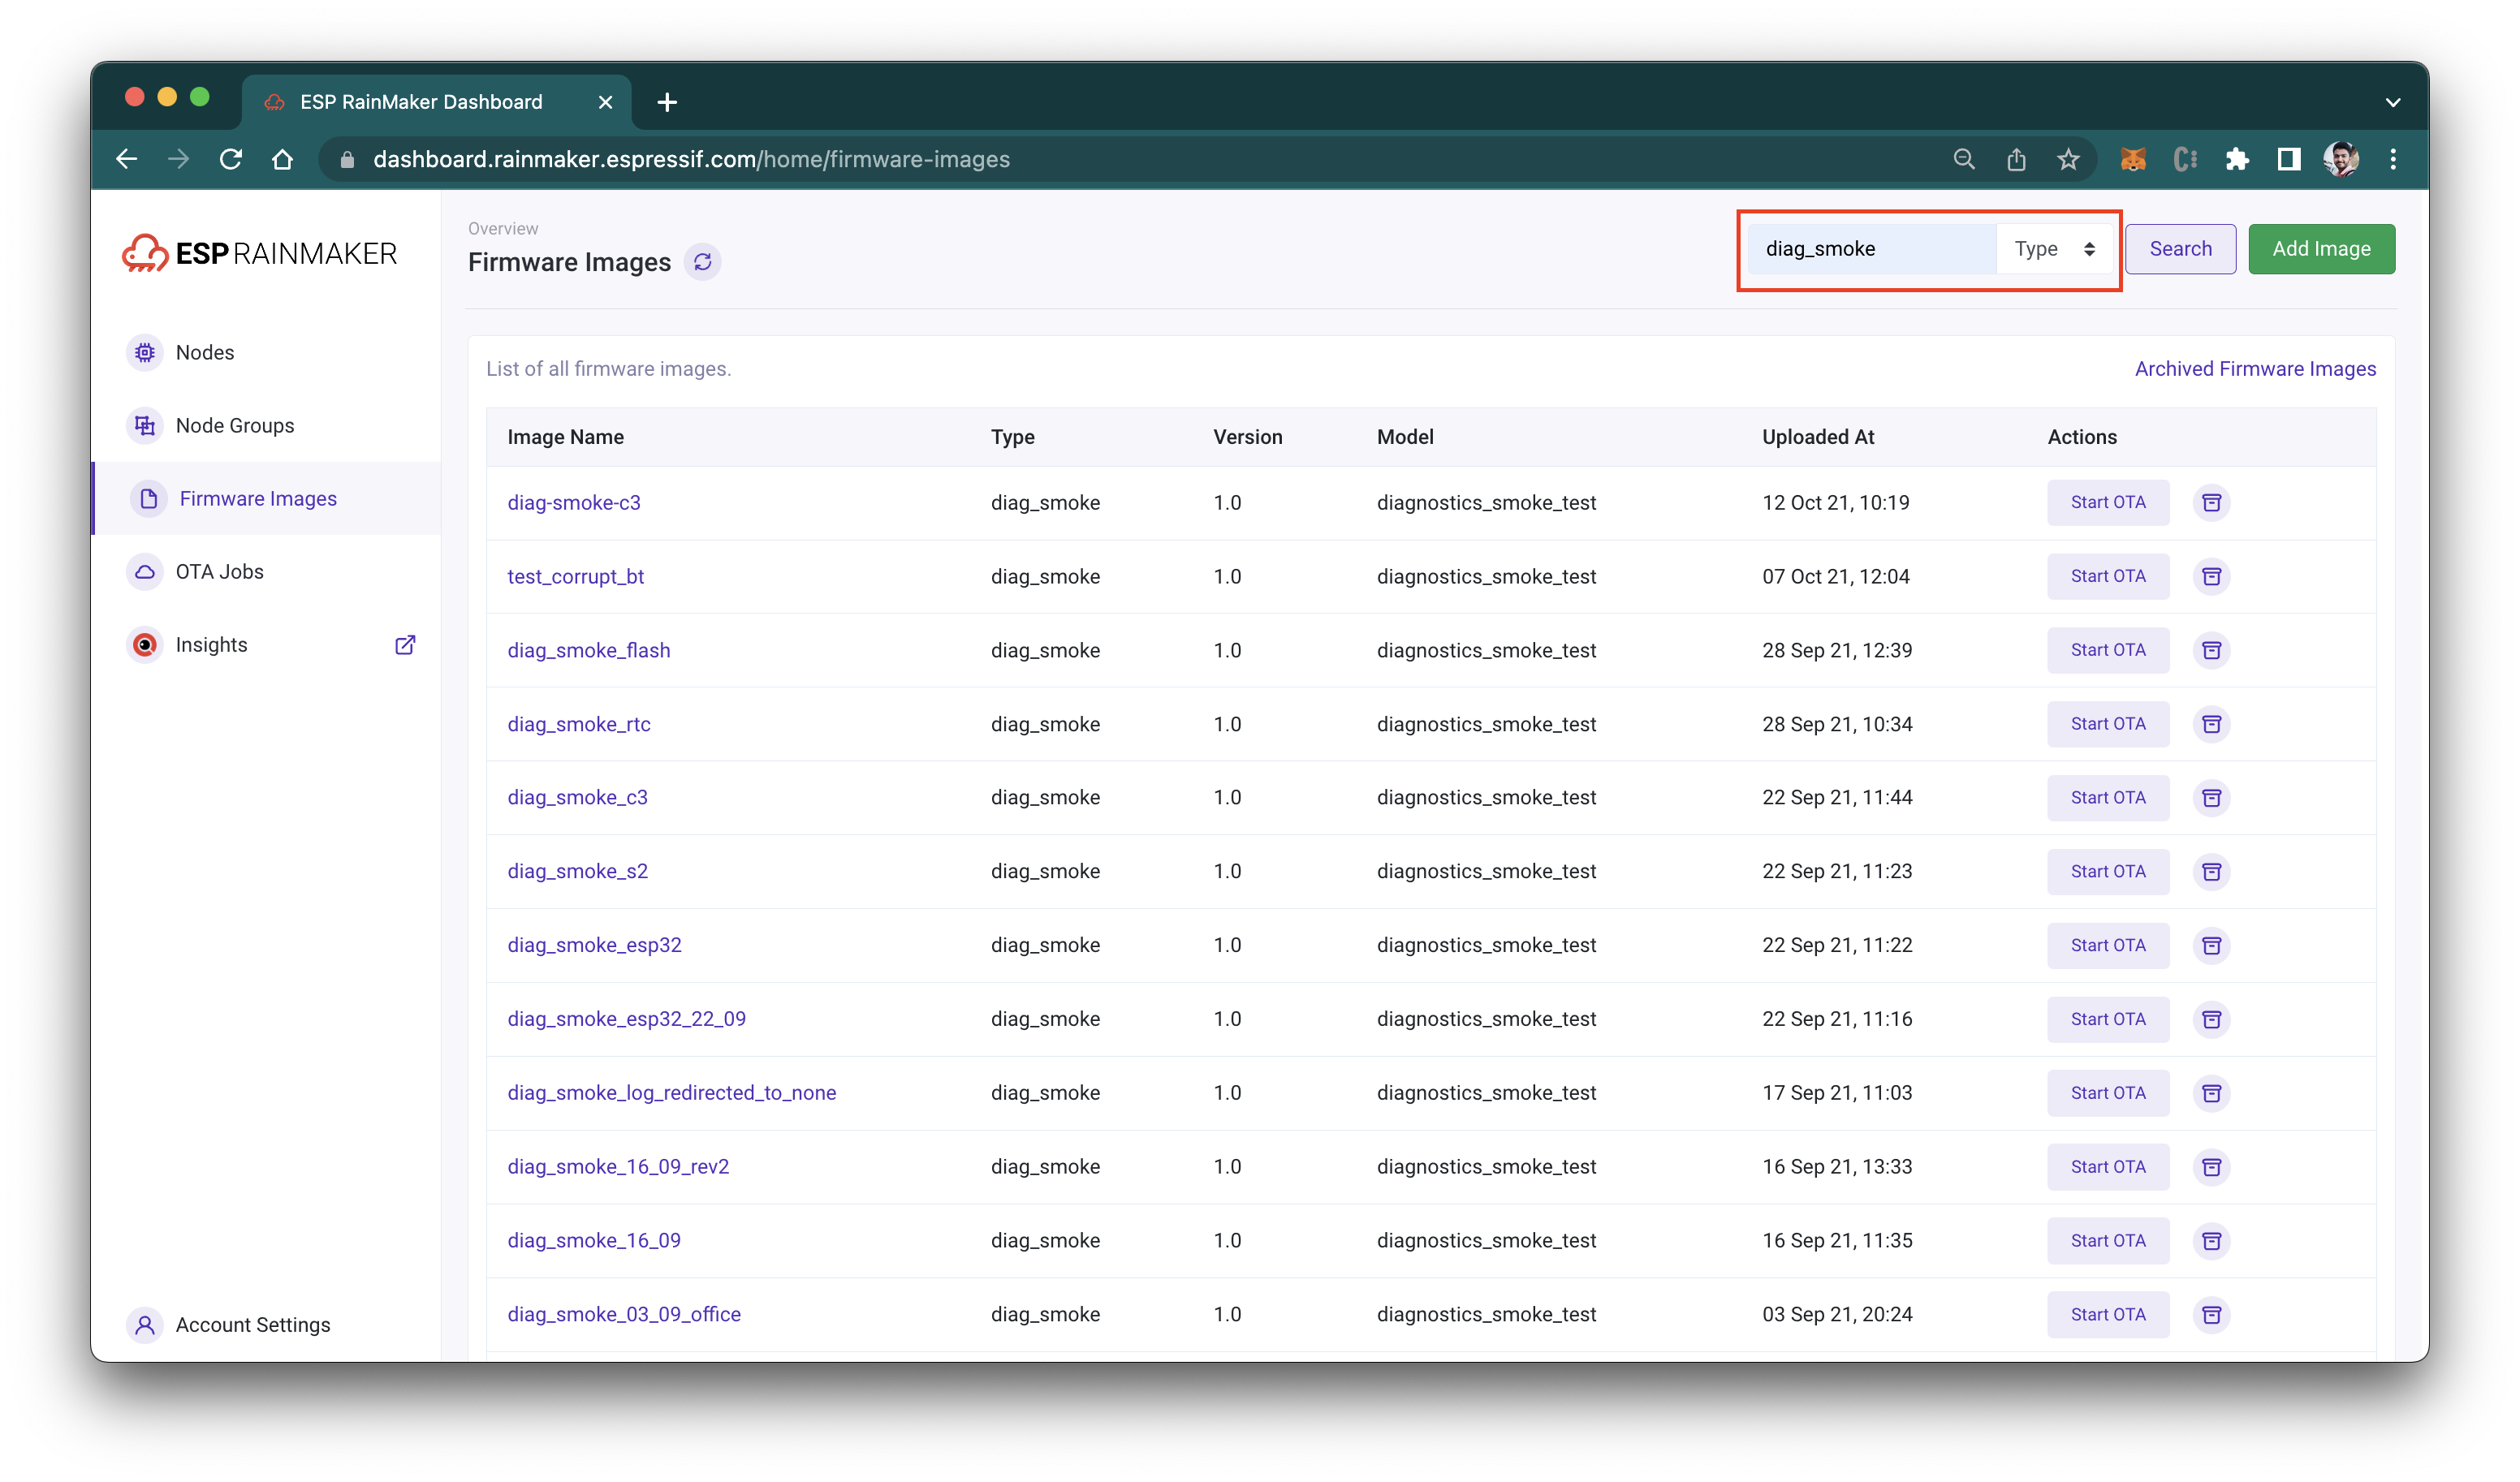 ESP RainMaker Dashboard
dashboard.rainmaker.espressif.com/home/firmware-images
ESP RAINMAKER
Nodes
Node Groups
Firmware Images
OTA Jobs
Insights
Account Settings
Overview
Firmware Images
diag_smoke Type Search Add Image
List of all firmware images. Archived Firmware Images
Image Name Type Version Model Uploaded At Actions
diag-smoke-c3 diag_smoke 1.0 diagnostics_smoke_test 12 Oct 21, 10:19 Start OTA
test_corrupt_bt diag_smoke 1.0 diagnostics_smoke_test 07 Oct 21, 12:04 Start OTA
diag_smoke_flash diag_smoke 1.0 diagnostics_smoke_test 28 Sep 21, 12:39 Start OTA
diag_smoke_rtc diag_smoke 1.0 diagnostics_smoke_test 28 Sep 21, 10:34 Start OTA
diag_smoke_c3 diag_smoke 1.0 diagnostics_smoke_test 22 Sep 21, 11:44 Start OTA
diag_smoke_s2 diag_smoke 1.0 diagnostics_smoke_test 22 Sep 21, 11:23 Start OTA
diag_smoke_esp32 diag_smoke 1.0 diagnostics_smoke_test 22 Sep 21, 11:22 Start OTA
diag_smoke_esp32_22_09 diag_smoke 1.0 diagnostics_smoke_test 22 Sep 21, 11:16 Start OTA
diag_smoke_log_redirected_to_none diag_smoke 1.0 diagnostics_smoke_test 17 Sep 21, 11:03 Start OTA
diag_smoke_16_09_rev2 diag_smoke 1.0 diagnostics_smoke_test 16 Sep 21, 13:33 Start OTA
diag_smoke_16_09 diag_smoke 1.0 diagnostics_smoke_test 16 Sep 21, 11:35 Start OTA
diag_smoke_03_09_office diag_smoke 1.0 diagnostics_smoke_test 03 Sep 21, 20:24 Start OTA